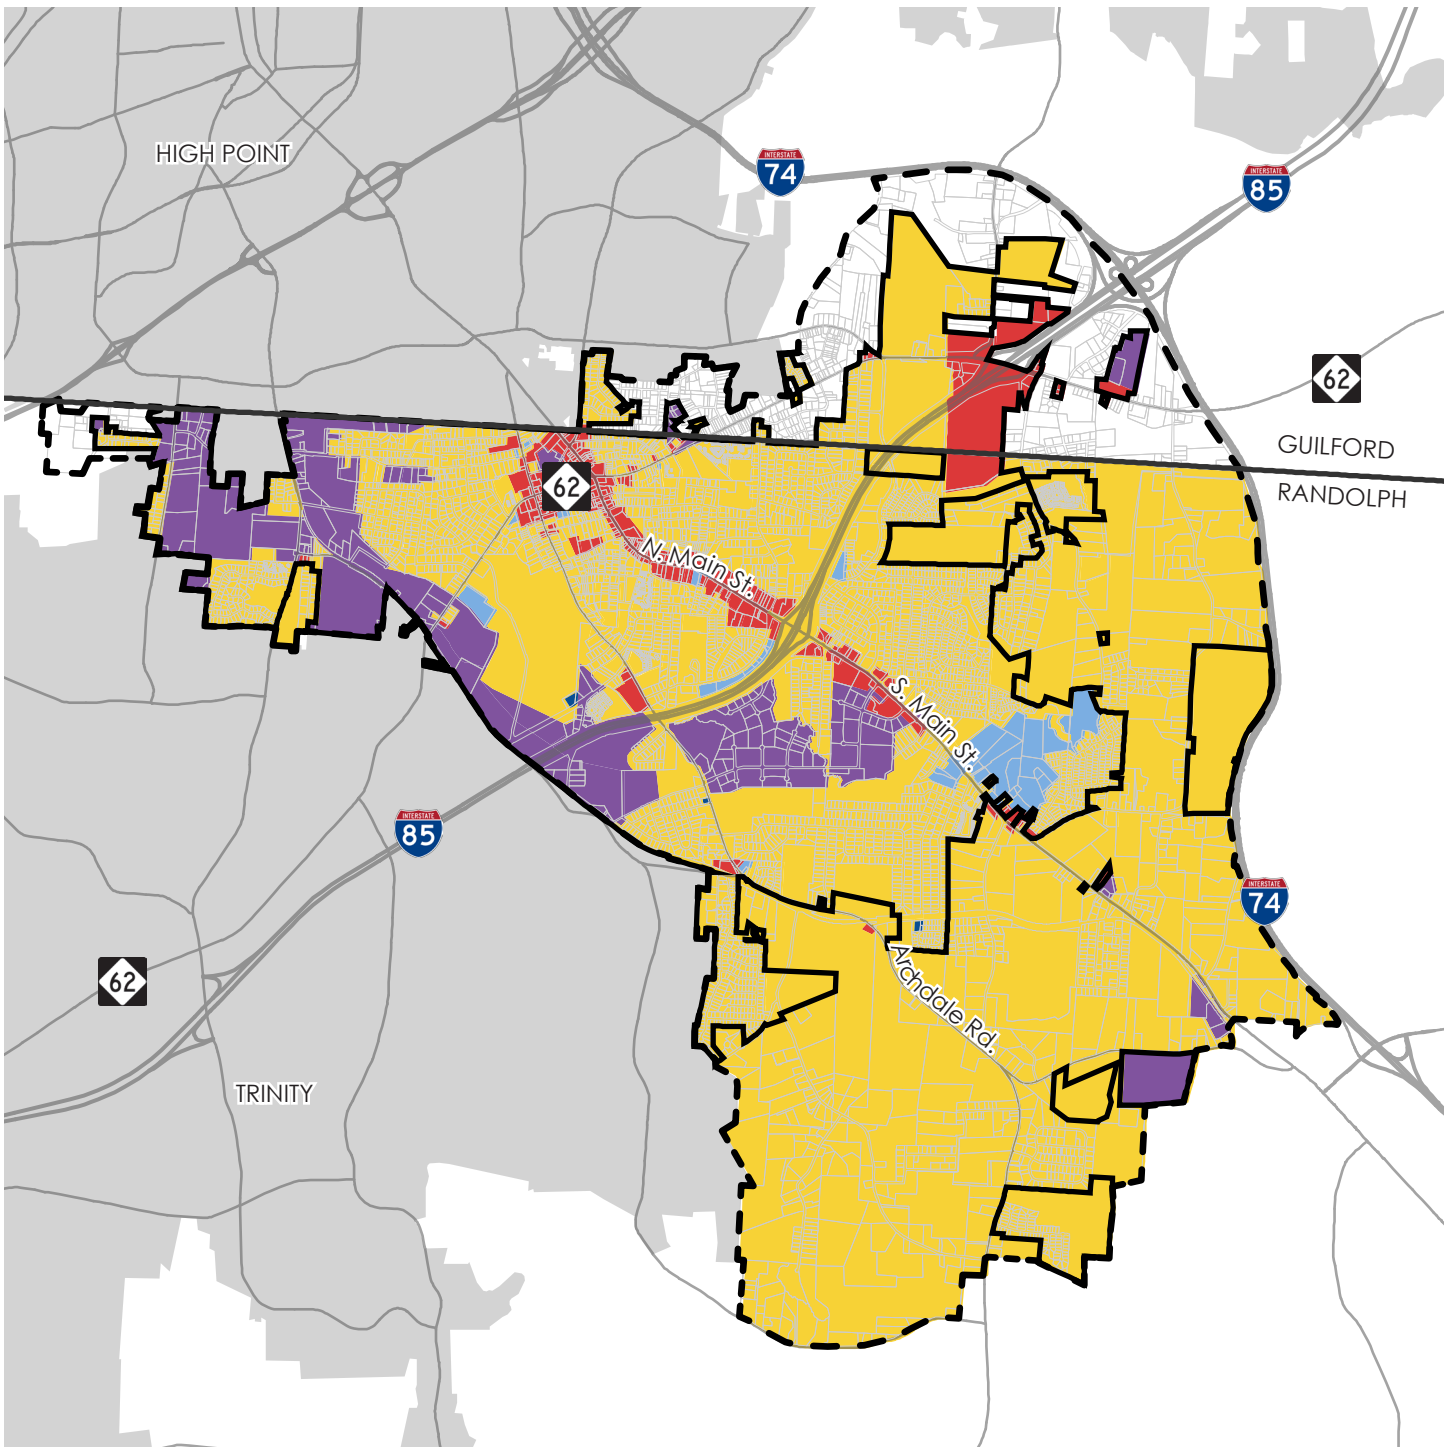 HIGH POINT
INTERSTATE
74
INTERSTATE
85
62
GUILFORD
RANDOLPH
62
N. Main St.
S. Main St.
INTERSTATE
85
INTERSTATE
74
62
Archdale Rd.
TRINITY